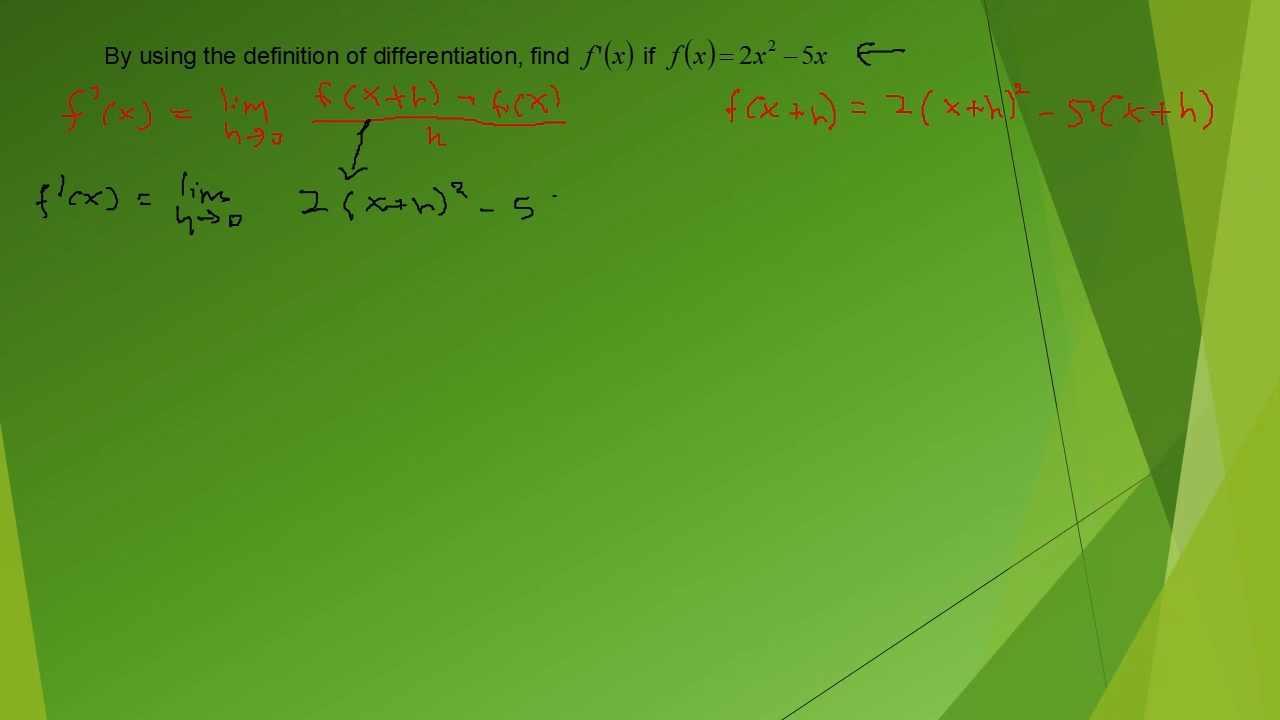 By using the definition of differentiation, find f'(x) if f(x) = 2x² – 5x ←
f'(x) = lim h→0 f(x+h) - f(x) / h
f(x+h) = 2(x+h)² - 5(x+h)
f'(x) = lim h→0 2(x+h)² - 5